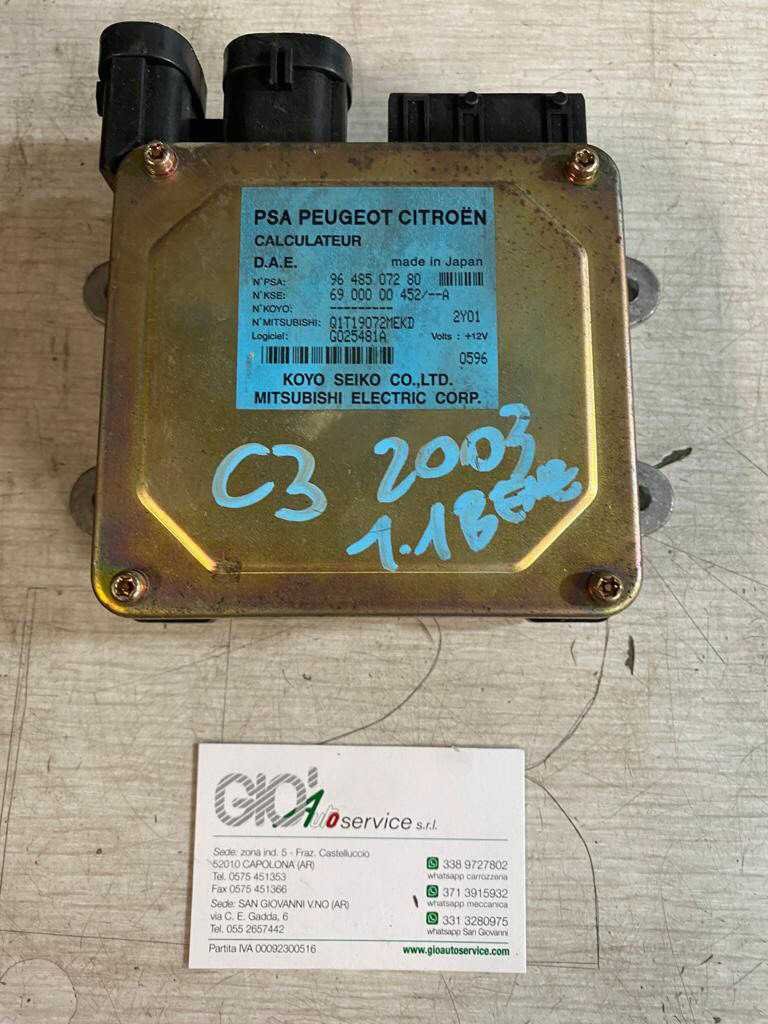 PSA PEUGEOT CITROËN
CALCULATEUR
D.A.E. made in Japan
N°PSA: 96 485 072 80
N°KSE: 69 000 00 452/--A
N°KOYO: ---------
N°MITSUBISHI: Q1T19072MEKD 2Y01
Logiciel: G025481A Volts : +12V
0596
KOYO SEIKO CO.,LTD.
MITSUBISHI ELECTRIC CORP.
C3 2003
1.1 BENZ
GIO' Autoservice s.r.l.
Sede: zona ind. 5 - Fraz. Castelluccio
52010 CAPOLONA (AR)
Tel. 0575 451353
Fax 0575 451366
Sede: SAN GIOVANNI V.NO (AR)
via C. E. Gadda, 6
Tel. 055 2657442
Partita IVA 00092300516
338 9727802
whatsapp carrozzeria
371 3915932
whatsapp meccanica
331 3280975
whatsapp San Giovanni
www.gioautoservice.com